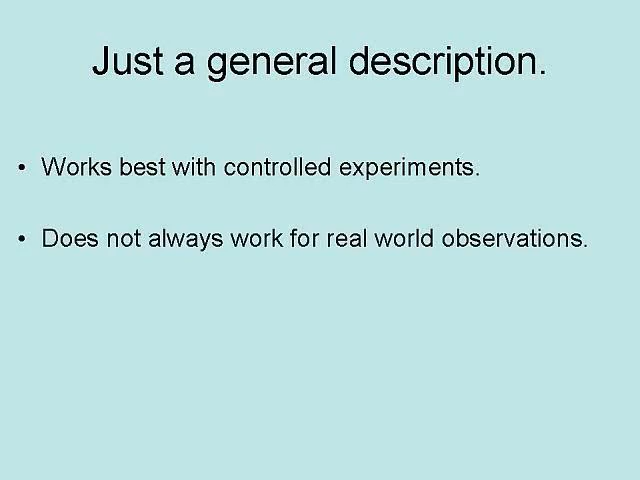 Just a general description.
• Works best with controlled experiments.
• Does not always work for real world observations.